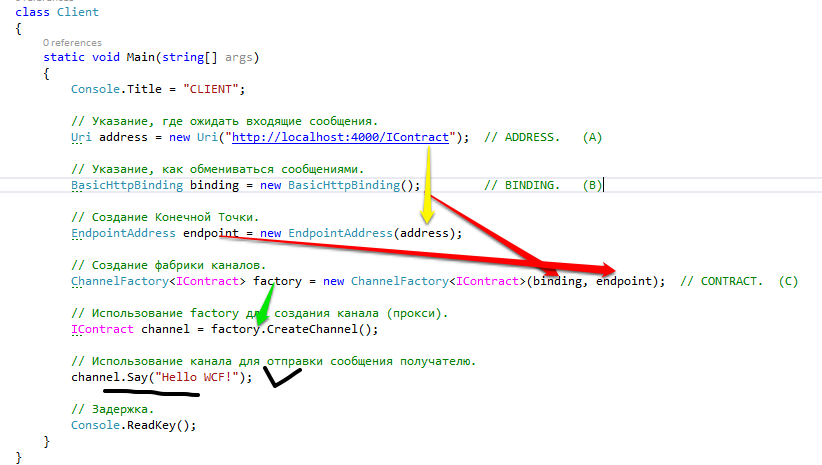 class Client
{
0 references
static void Main(string[] args)
{
Console.Title = "CLIENT";
// Указание, где ожидать входящие сообщения.
Uri address = new Uri("http://localhost:4000/IContract"); // ADDRESS. (A)
// Указание, как обмениваться сообщениями.
BasicHttpBinding binding = new BasicHttpBinding(); // BINDING. (B)
// Создание Конечной Точки.
EndpointAddress endpoint = new EndpointAddress(address);
// Создание фабрики каналов.
ChannelFactory<IContract> factory = new ChannelFactory<IContract>(binding, endpoint); // CONTRACT. (C)
// Использование factory для создания канала (прокси).
IContract channel = factory.CreateChannel();
// Использование канала для отправки сообщения получателю.
channel.Say("Hello WCF!");
// Задержка.
Console.ReadKey();
}
}